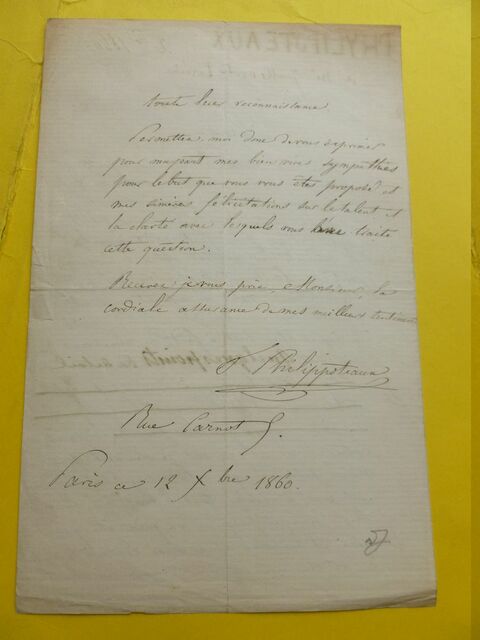 toute leur reconnaissance
Permettez moi donc de vous exprimer
pour ma part mes bien vives sympathies
pour le but que vous vous êtes proposé et
mes sincères félicitations sur le talent et
la clarté avec lesquels vous traité
cette question.
Recevez je vous prie, Monsieur, la
cordiale assurance de mes meilleurs sentiments
Philippoteaux
Rue Carnot
Paris ce 12 Xbre 1860.